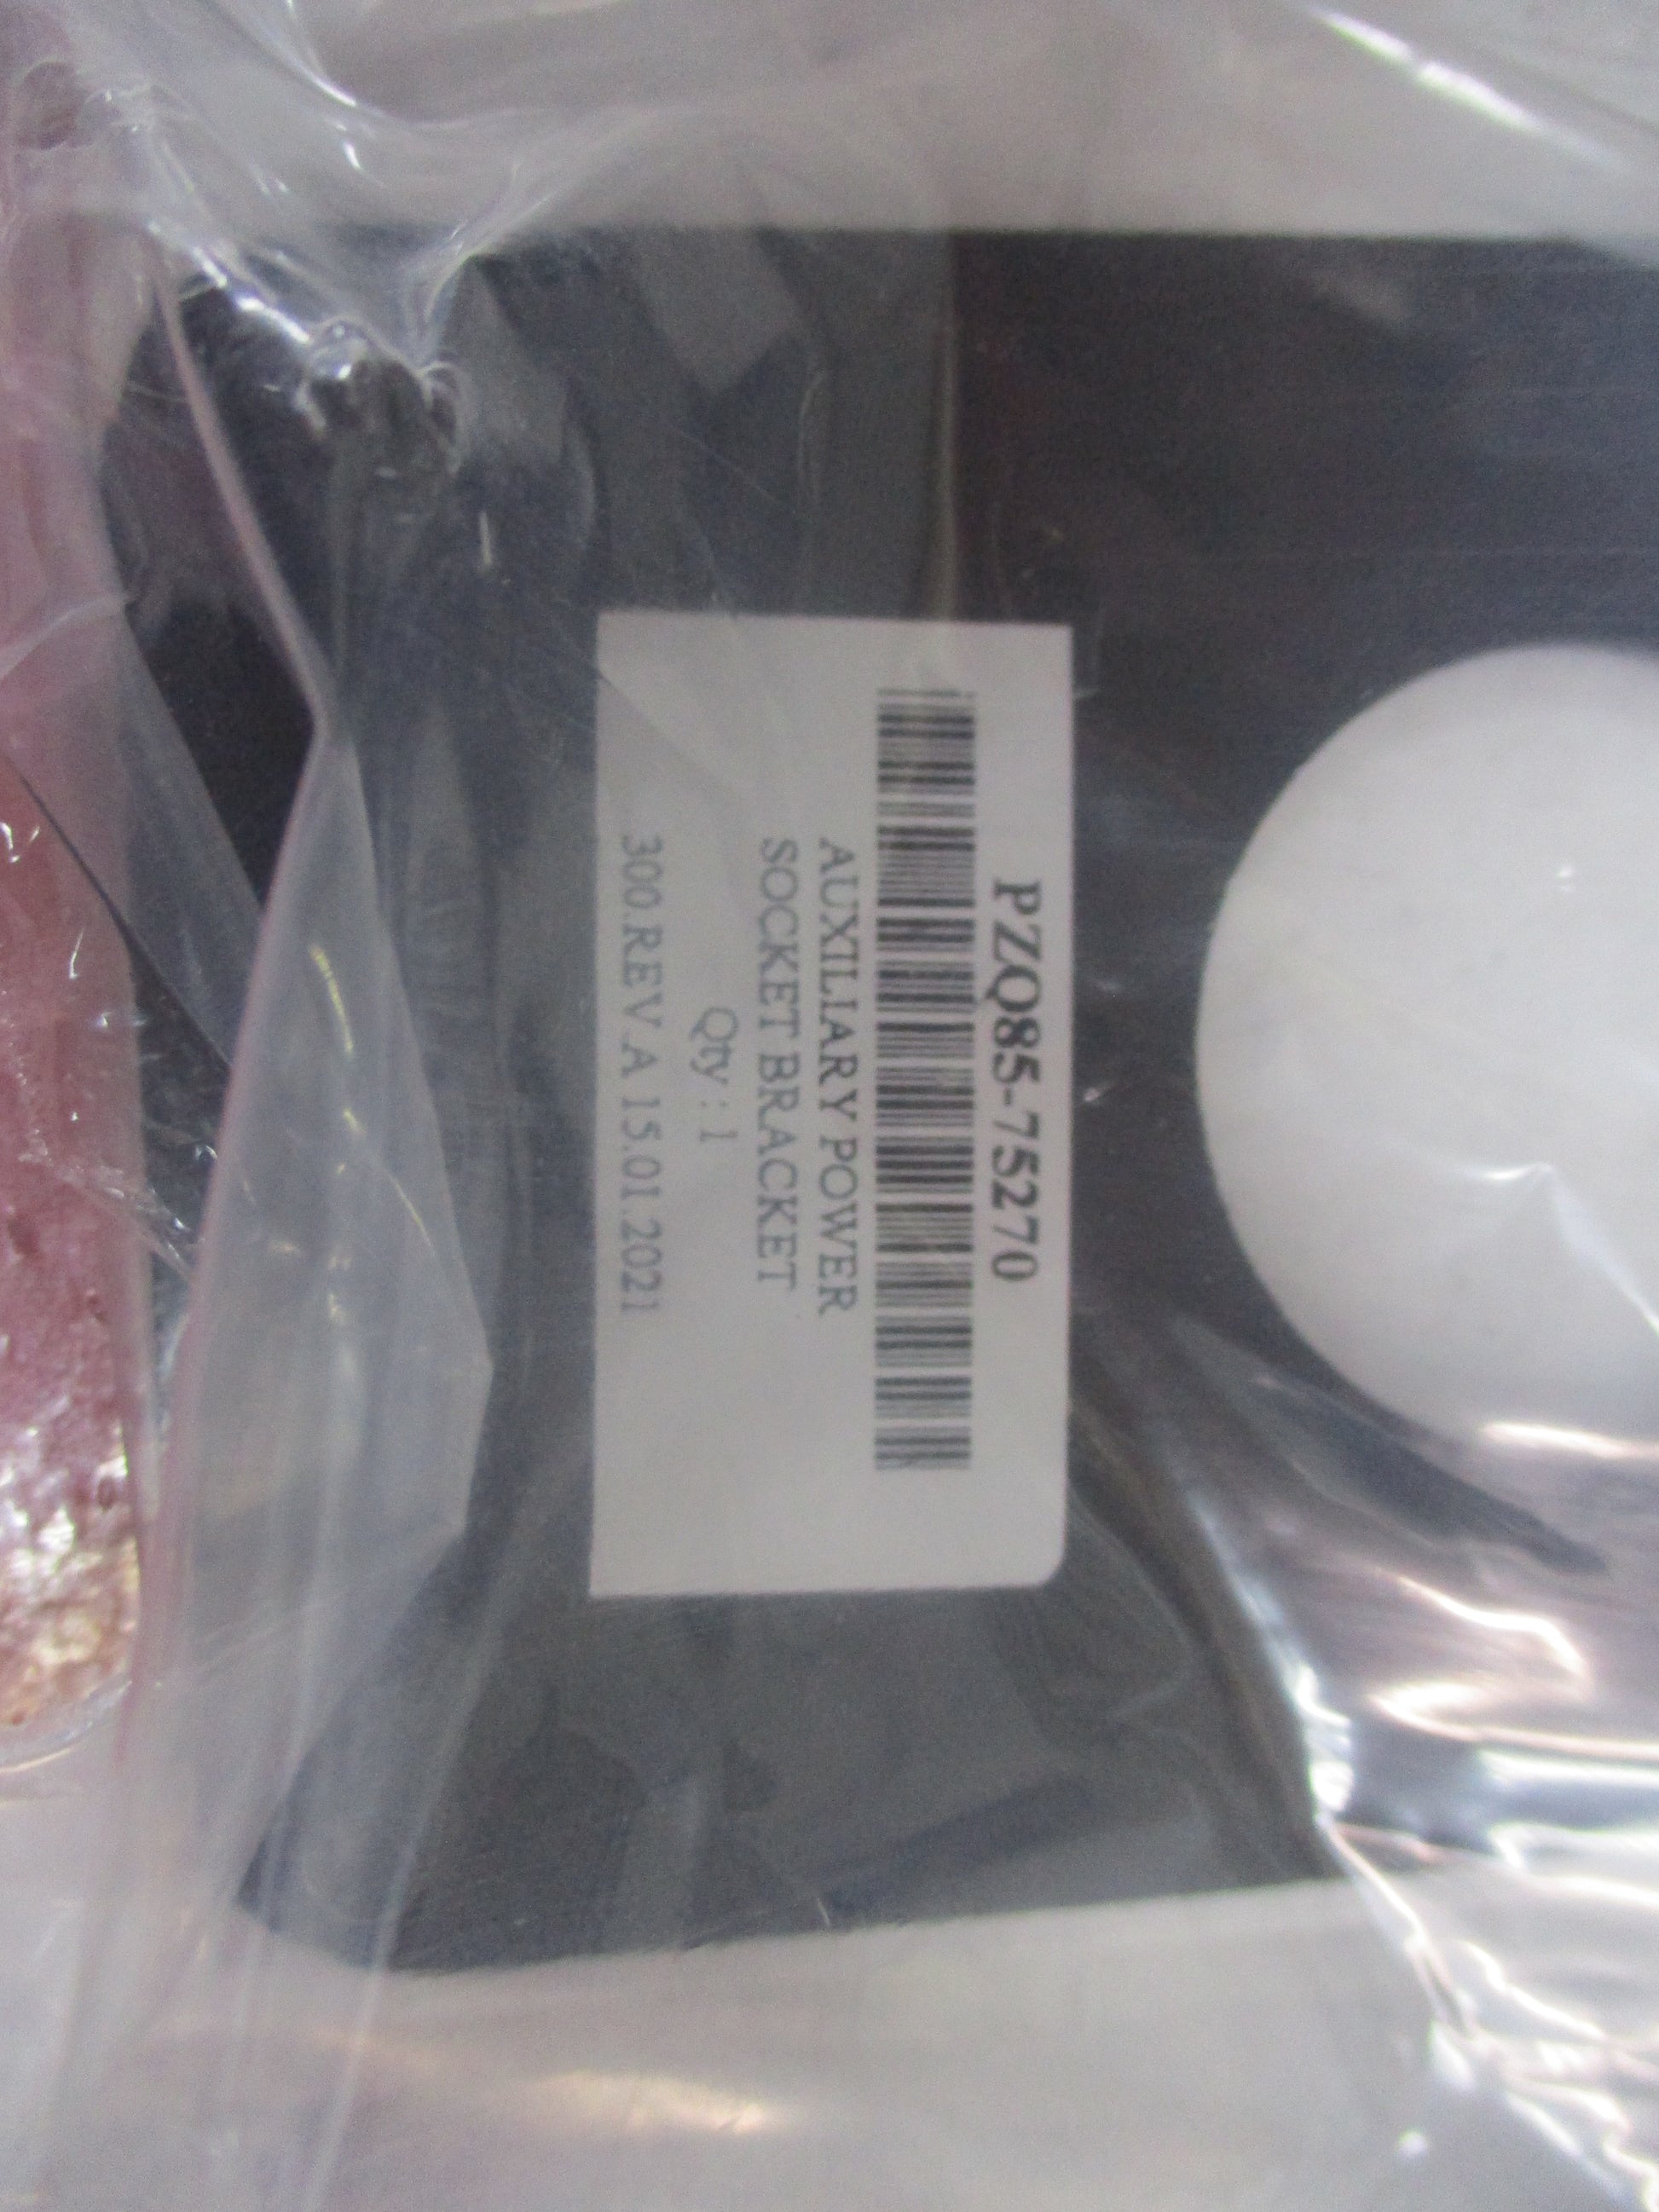 PZQ85-75270
AUXILIARY POWER
SOCKET BRACKET
Qty : 1
300.REV.A 15.01.2021